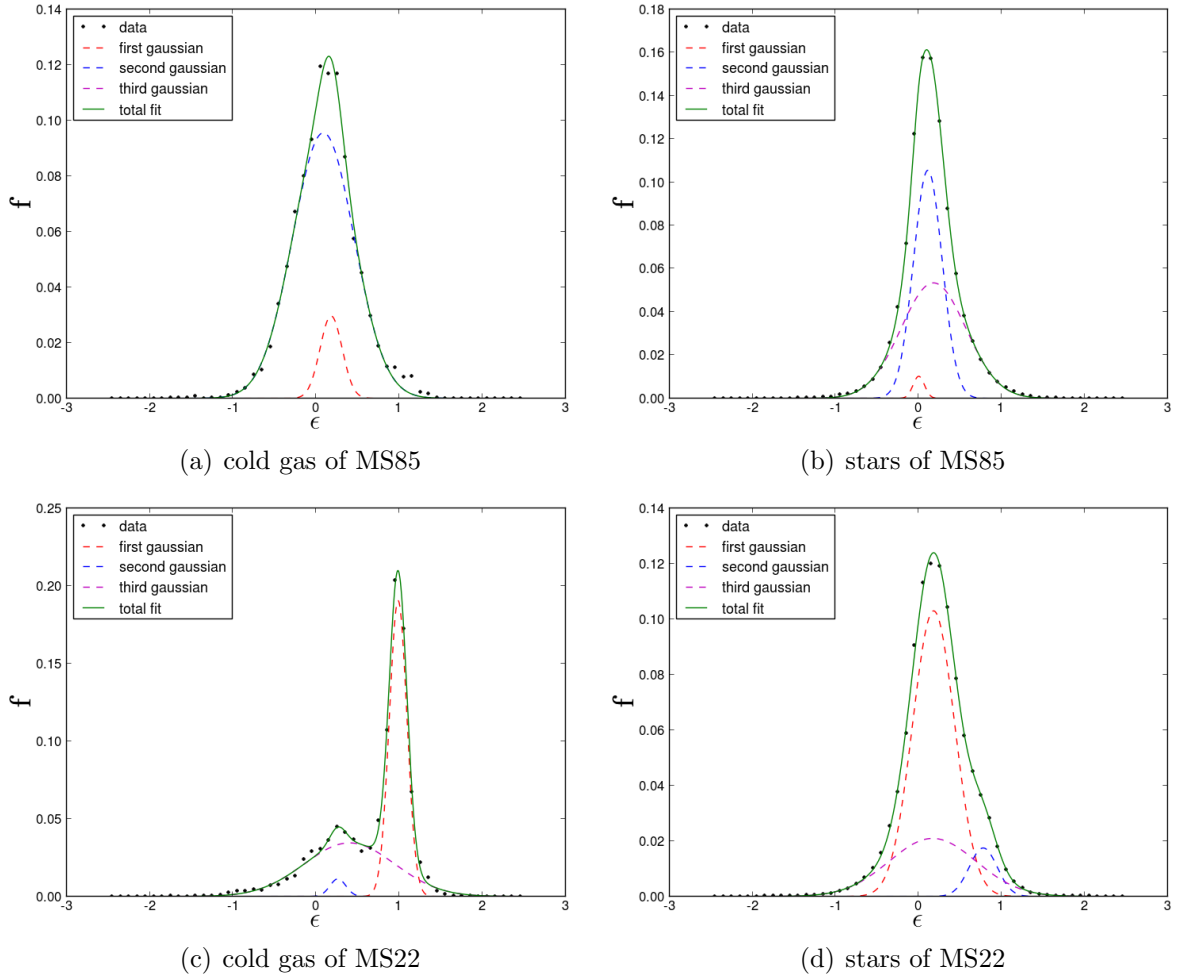 0.14
0.12
0.10
0.08
0.06
0.04
0.02
0.00
f
data
first gaussian
second gaussian
third gaussian
total fit
-3 -2 -1 0 1 2 3
ϵ
(a) cold gas of MS85
0.18
0.16
0.14
0.12
0.10
0.08
0.06
0.04
0.02
0.00
f
data
first gaussian
second gaussian
third gaussian
total fit
-3 -2 -1 0 1 2 3
ϵ
(b) stars of MS85
0.25
0.20
0.15
0.10
0.05
0.00
f
data
first gaussian
second gaussian
third gaussian
total fit
-3 -2 -1 0 1 2 3
ϵ
(c) cold gas of MS22
0.14
0.12
0.10
0.08
0.06
0.04
0.02
0.00
f
data
first gaussian
second gaussian
third gaussian
total fit
-3 -2 -1 0 1 2 3
ϵ
(d) stars of MS22